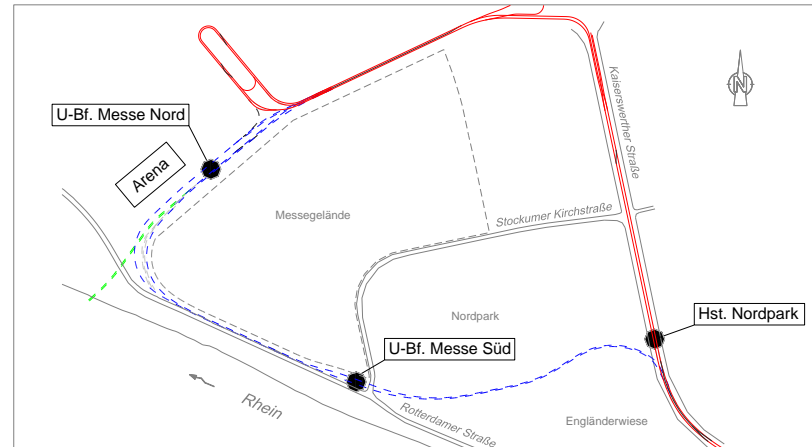 U-Bf. Messe Nord
Arena
Kaiserswerther Straße
N
Messegelände
Stockumer Kirchstraße
Nordpark
Hst. Nordpark
U-Bf. Messe Süd
Rhein
Rotterdamer Straße
Engländerwiese